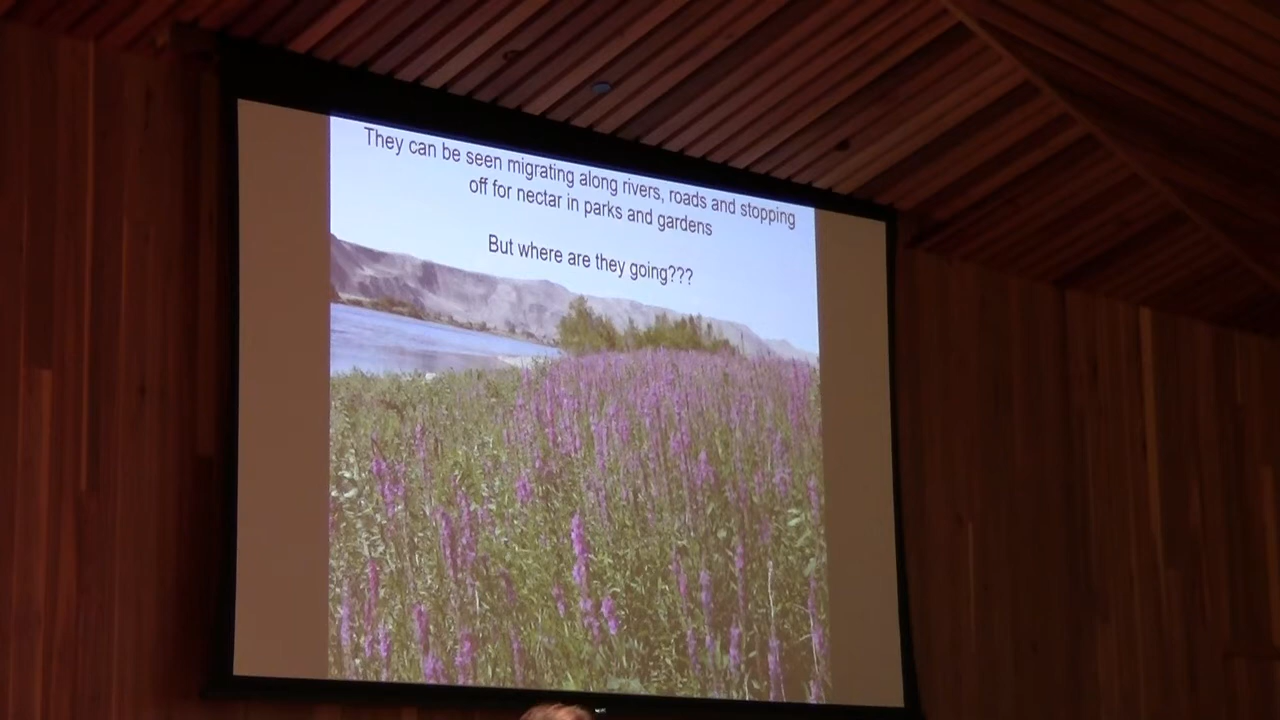 They can be seen migrating along rivers, roads and stopping
off for nectar in parks and gardens
But where are they going???